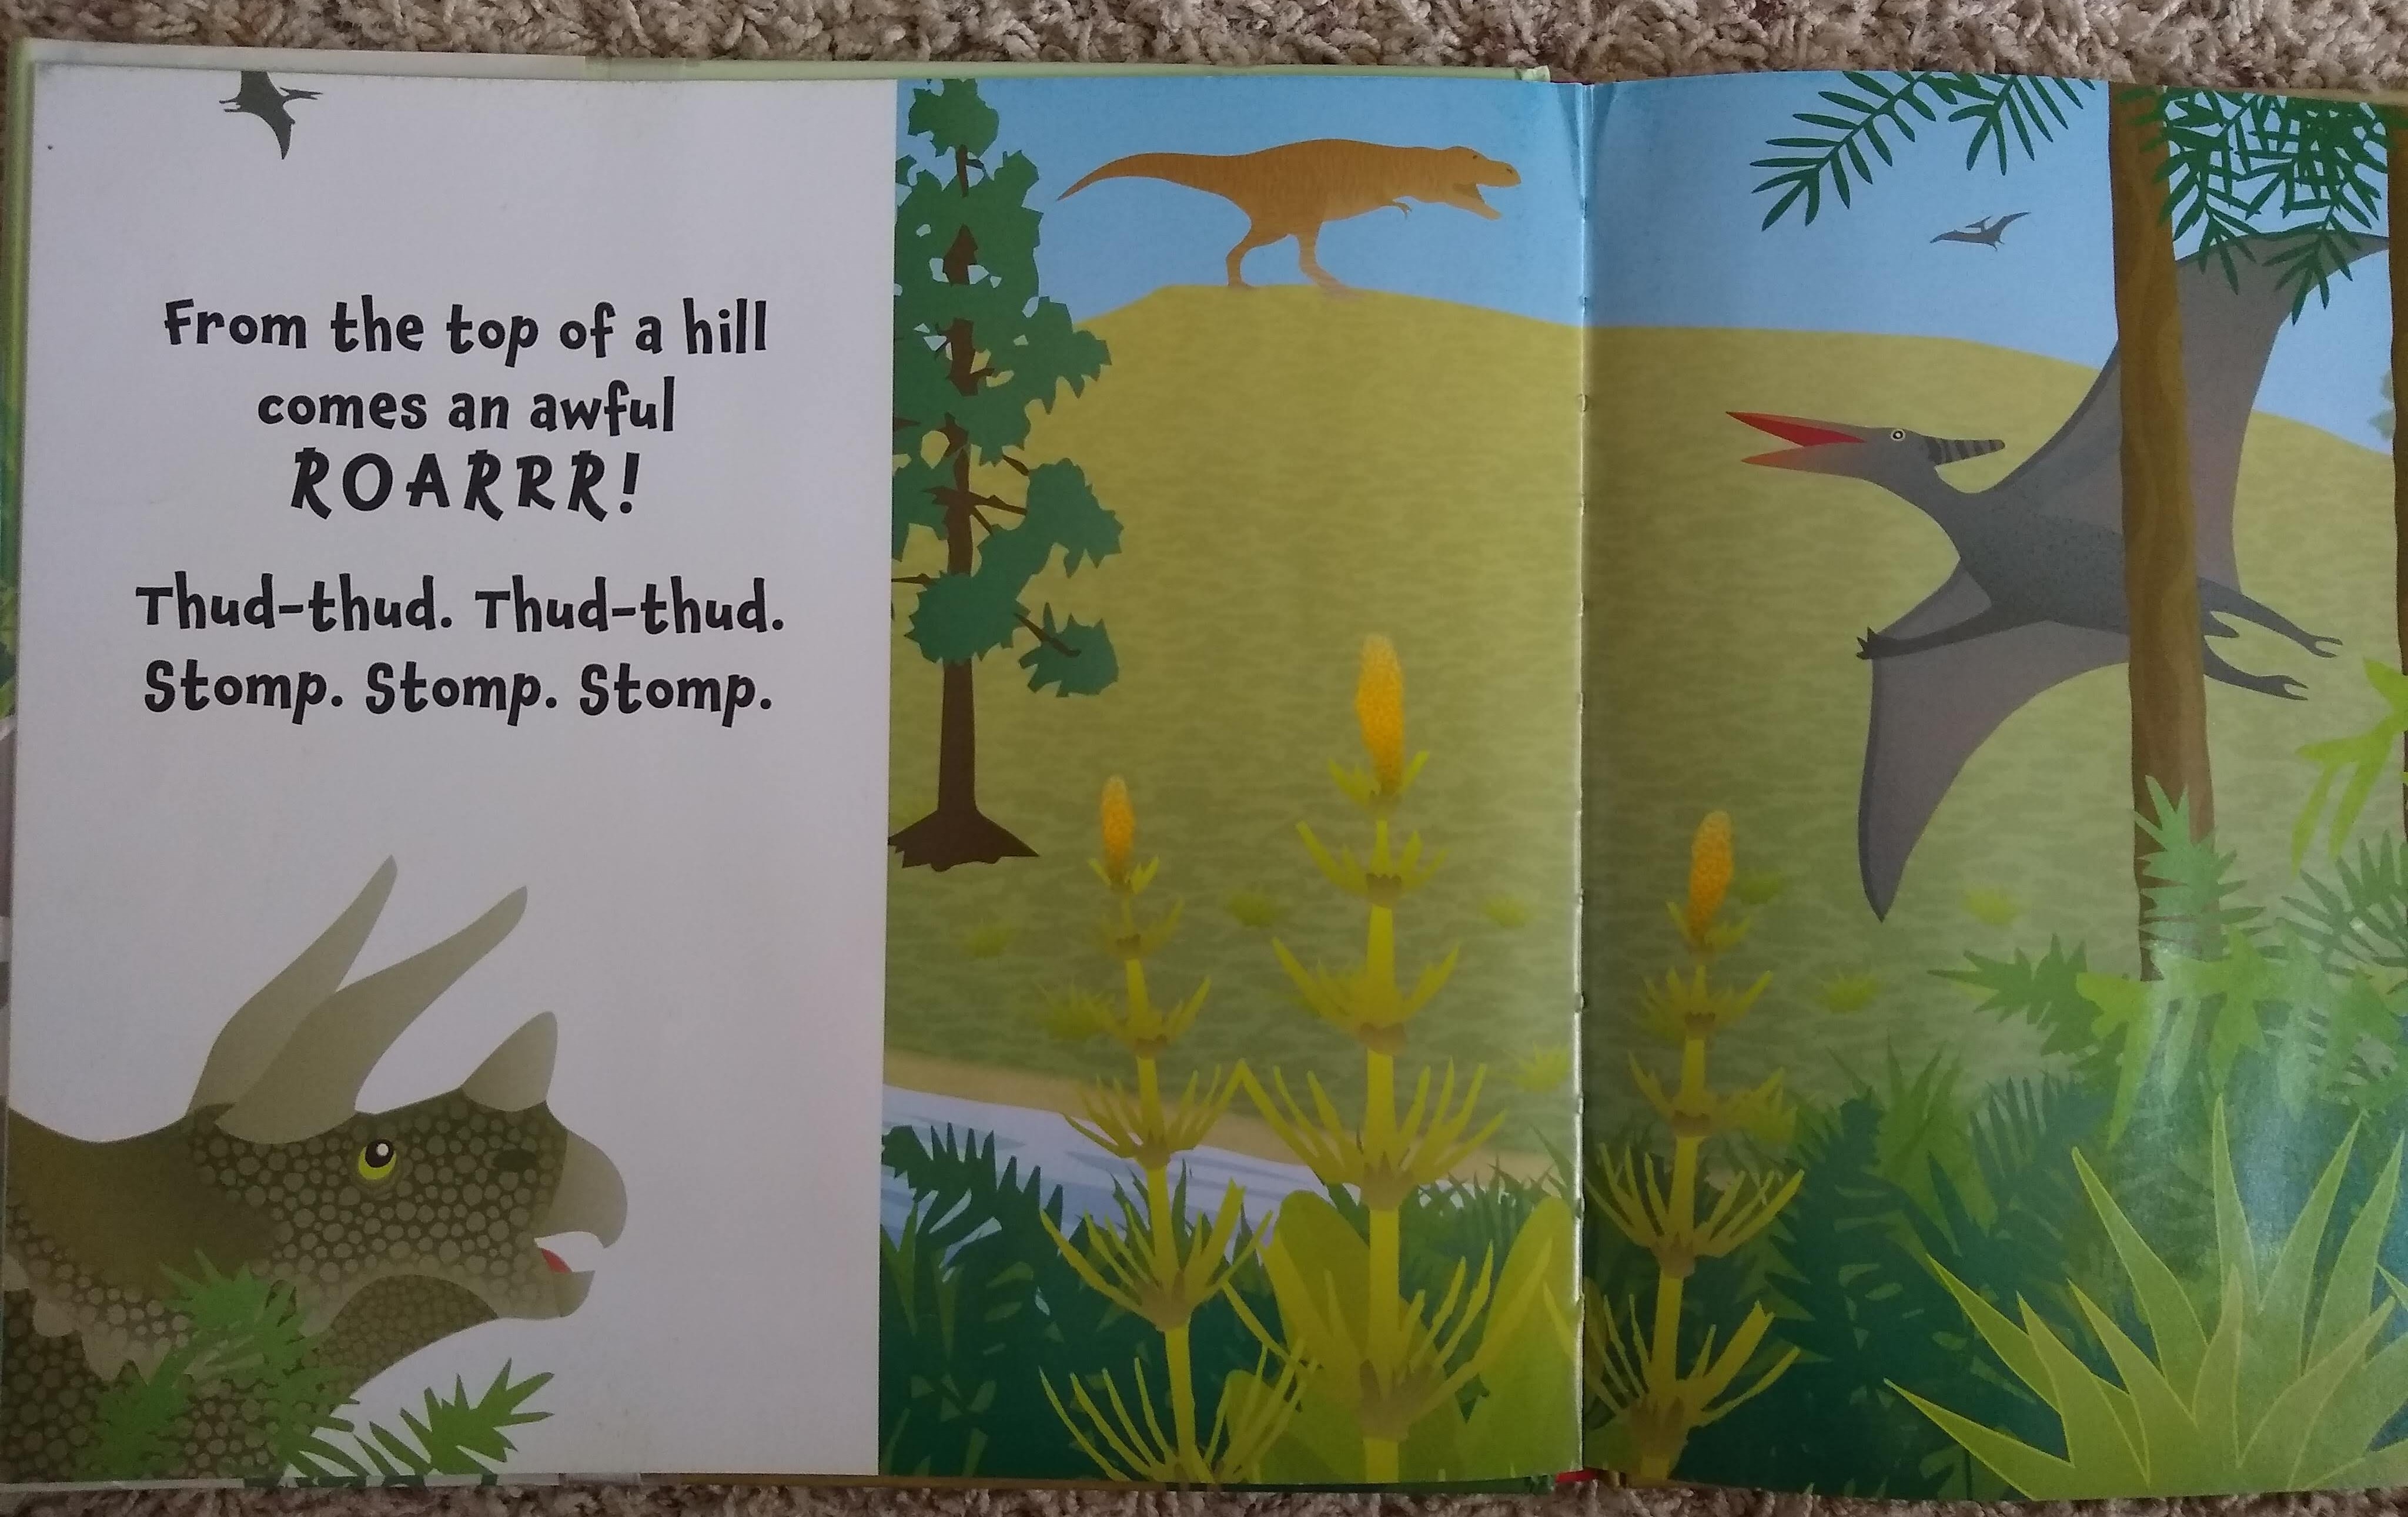 From the top of a hill
comes an awful
ROARRR!
Thud-thud. Thud-thud.
Stomp. Stomp. Stomp.